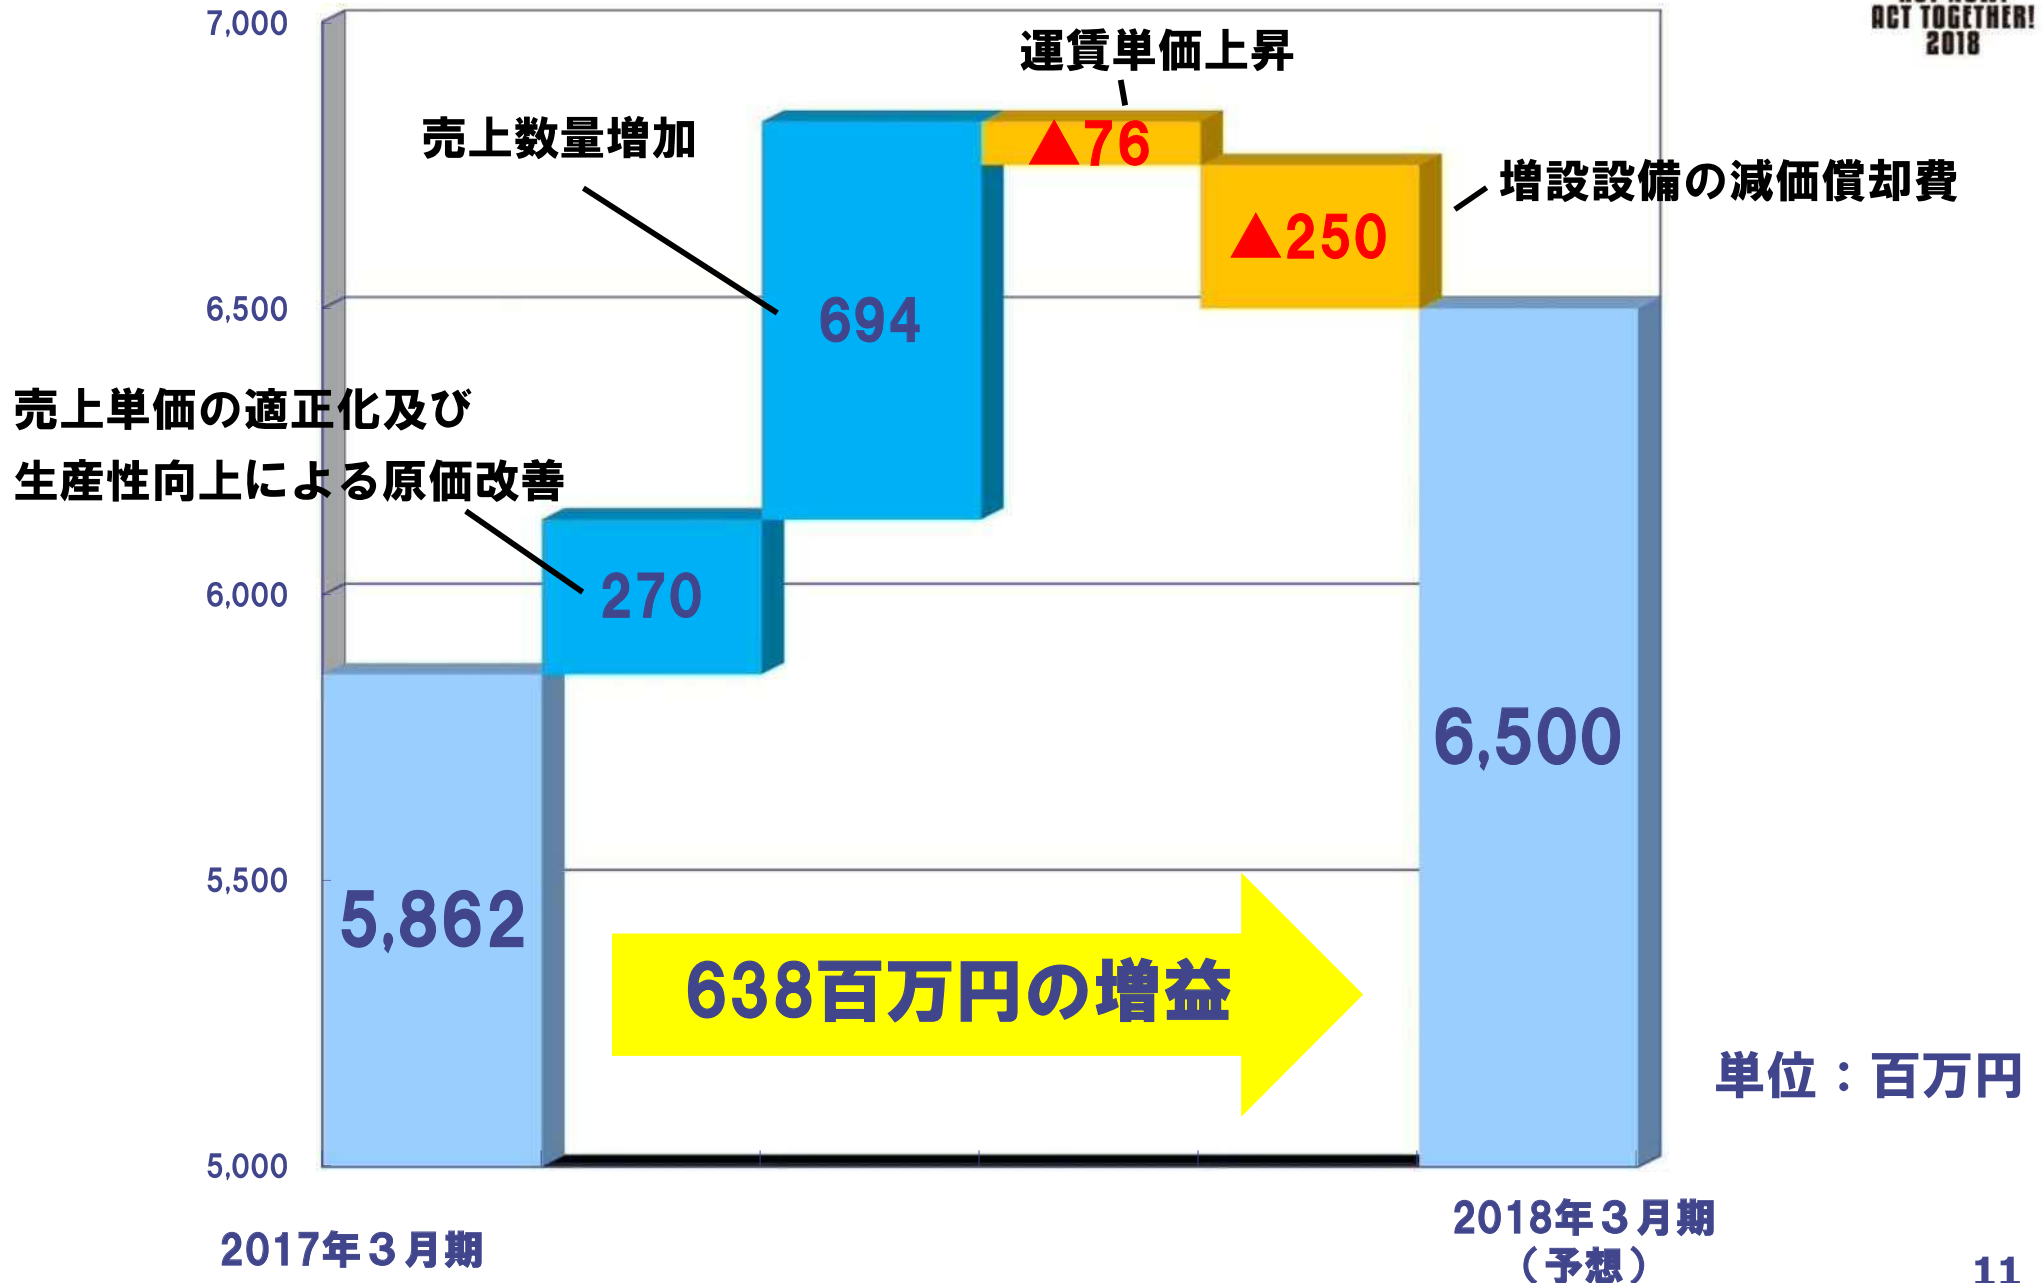 ACT TOGETHER!
2018
7,000
6,500
6,000
5,500
5,000
運賃単価上昇
売上数量増加
▲76
増設設備の減価償却費
▲250
694
売上単価の適正化及び
生産性向上による原価改善
270
6,500
5,862
638百万円の増益
単位：百万円
2017年３月期
2018年３月期
（予想）
11